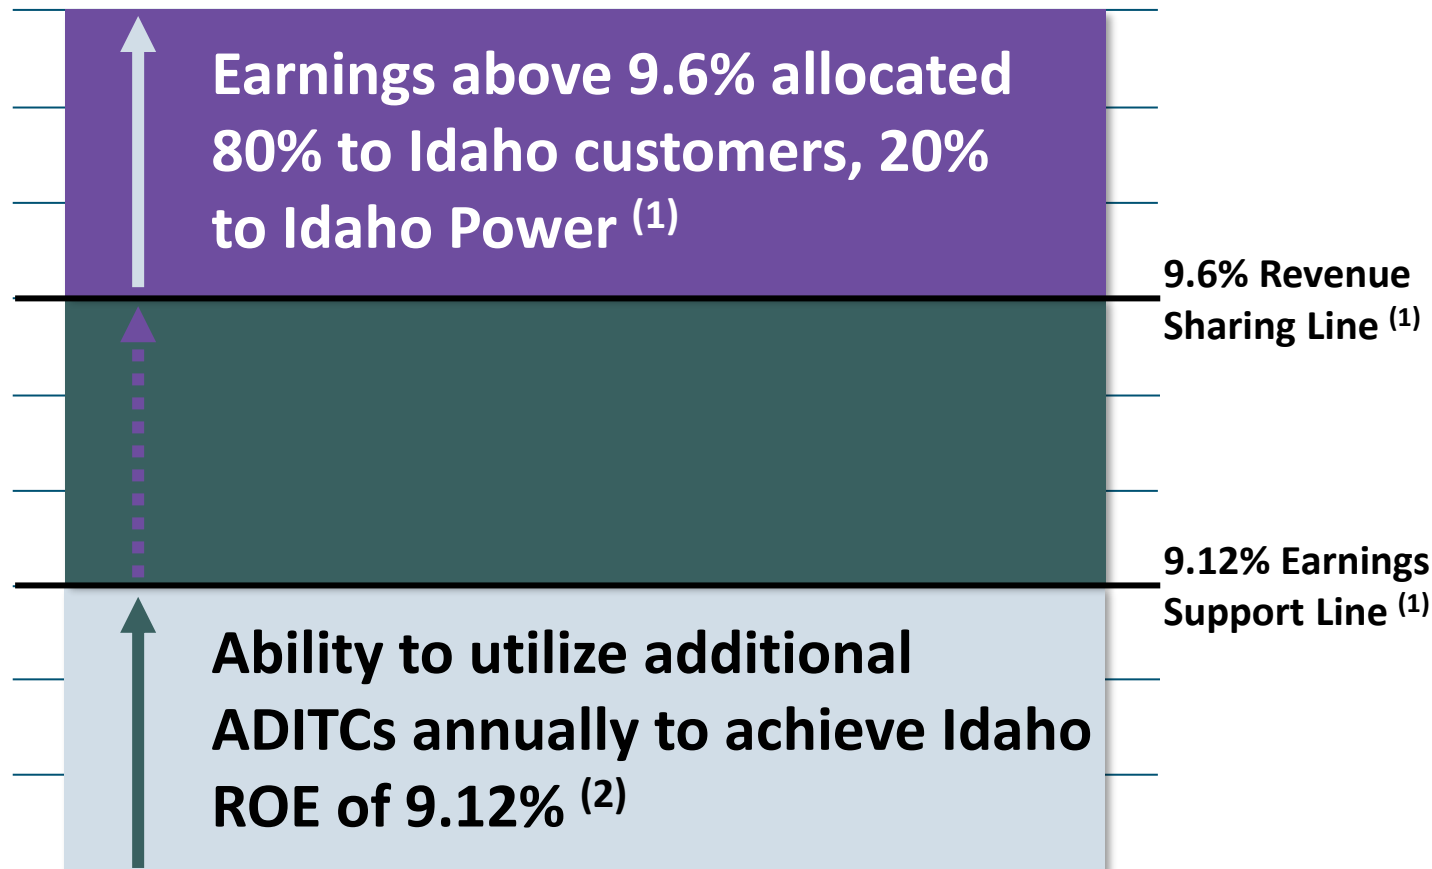 Earnings above 9.6% allocated
80% to Idaho customers, 20%
to Idaho Power (1)
9.6% Revenue
Sharing Line (1)
9.12% Earnings
Support Line (1)
Ability to utilize additional
ADITCs annually to achieve Idaho
ROE of 9.12% (2)